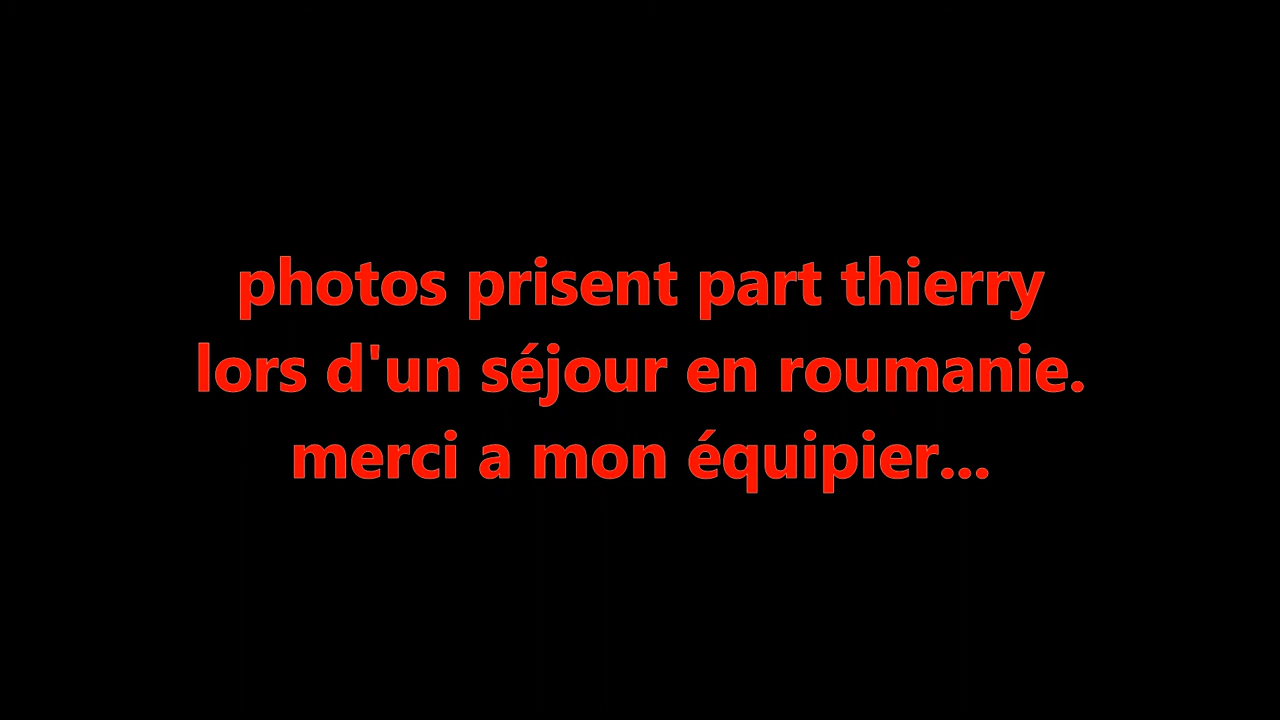 photos prisent part thierry
lors d'un séjour en roumanie.
merci a mon équipier...